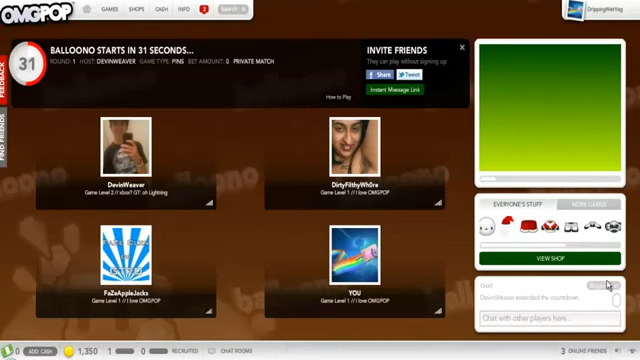 OMGPOP
GAMES SHOPS CASH INFO 2 Search
DrippingWetVag
FEEDBACK
FIND FRIENDS
31
BALLOONO STARTS IN 31 SECONDS...
ROUND: 1 HOST: DEVINWEAVER GAME TYPE: PINS BET AMOUNT: 0 PRIVATE MATCH
How to Play
INVITE FRIENDS
They can play without signing up
Share Tweet
Instant Message Link
DevinWeaver
Game Level 2 // xbox? GT: oh Lightning
DirtyFilthyWh0re
Game Level 1 // I love OMGPOP
FaZeAppleJacks
Game Level 1 // I love OMGPOP
YOU
Game Level 1 // I love OMGPOP
EVERYONE'S STUFF MORE GAMES
VIEW SHOP
CHAT
DevinWeaver extended the countdown.
Chat with other players here...
0 ADD CASH 1,350 1 0 RECRUITED CHAT ROOMS
3 ONLINE FRIENDS